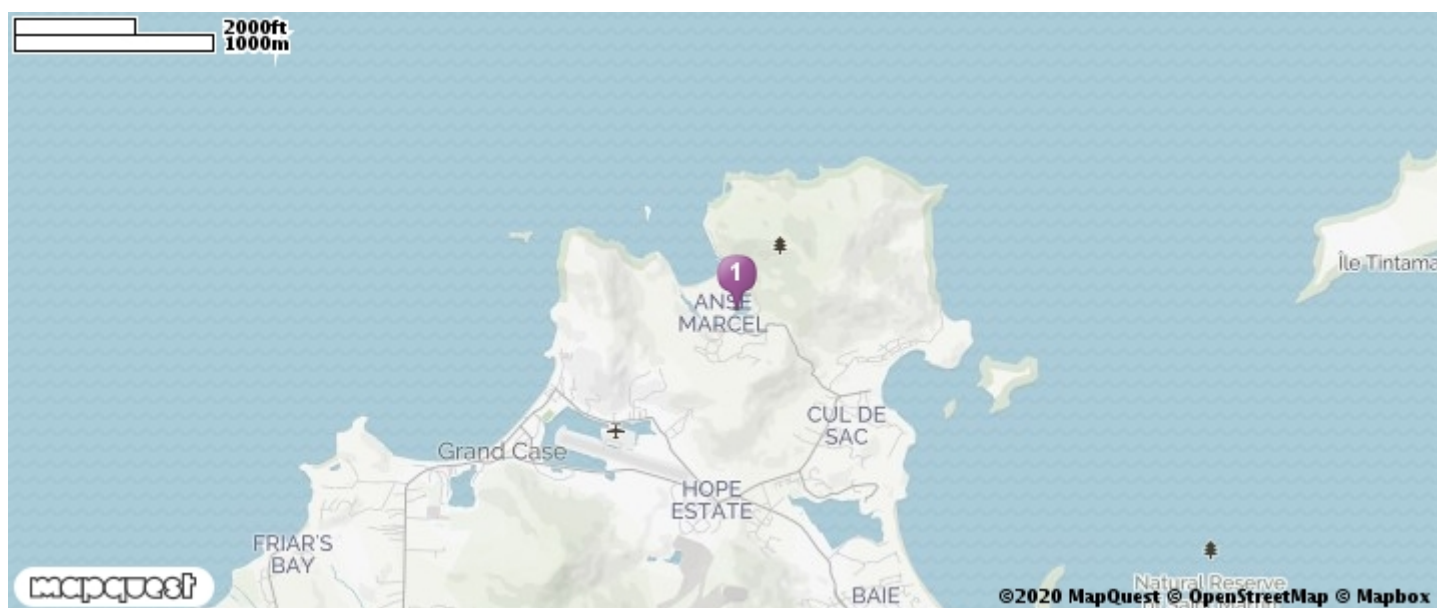 2000ft
1000m
1
Île Tintama
ANSE
MARCEL
CUL DE
SAC
Grand Case
HOPE
ESTATE
FRIAR'S
BAY
Natural Reserve
BAIE
mapquest
©2020 MapQuest © OpenStreetMap © Mapbox